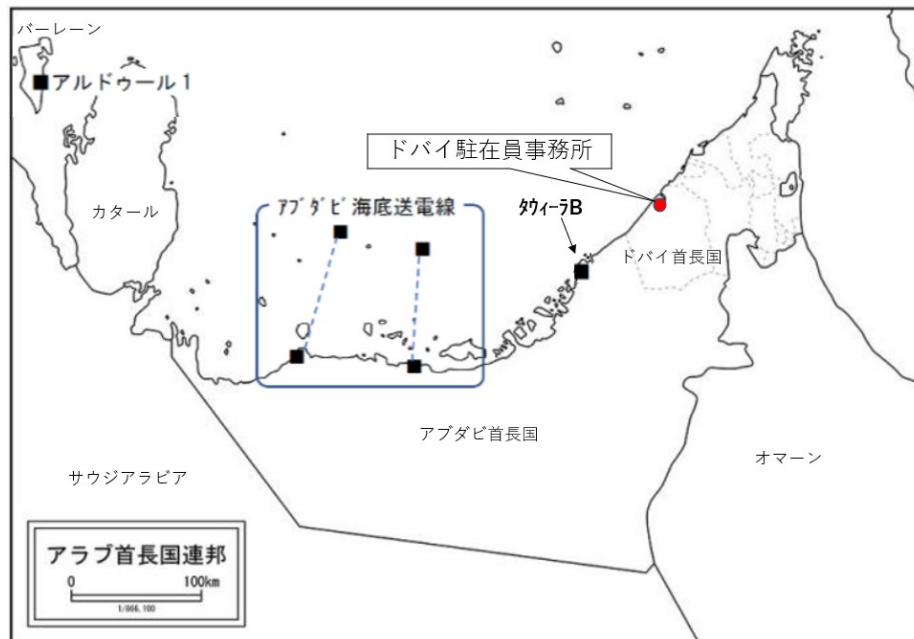 バーレーン
アルドゥール1
ドバイ駐在員事務所
カタール
アブダビ海底送電線
タウィーラB
ドバイ首長国
アブダビ首長国
オマーン
サウジアラビア
アラブ首長国連邦
0 100km
1/866,100